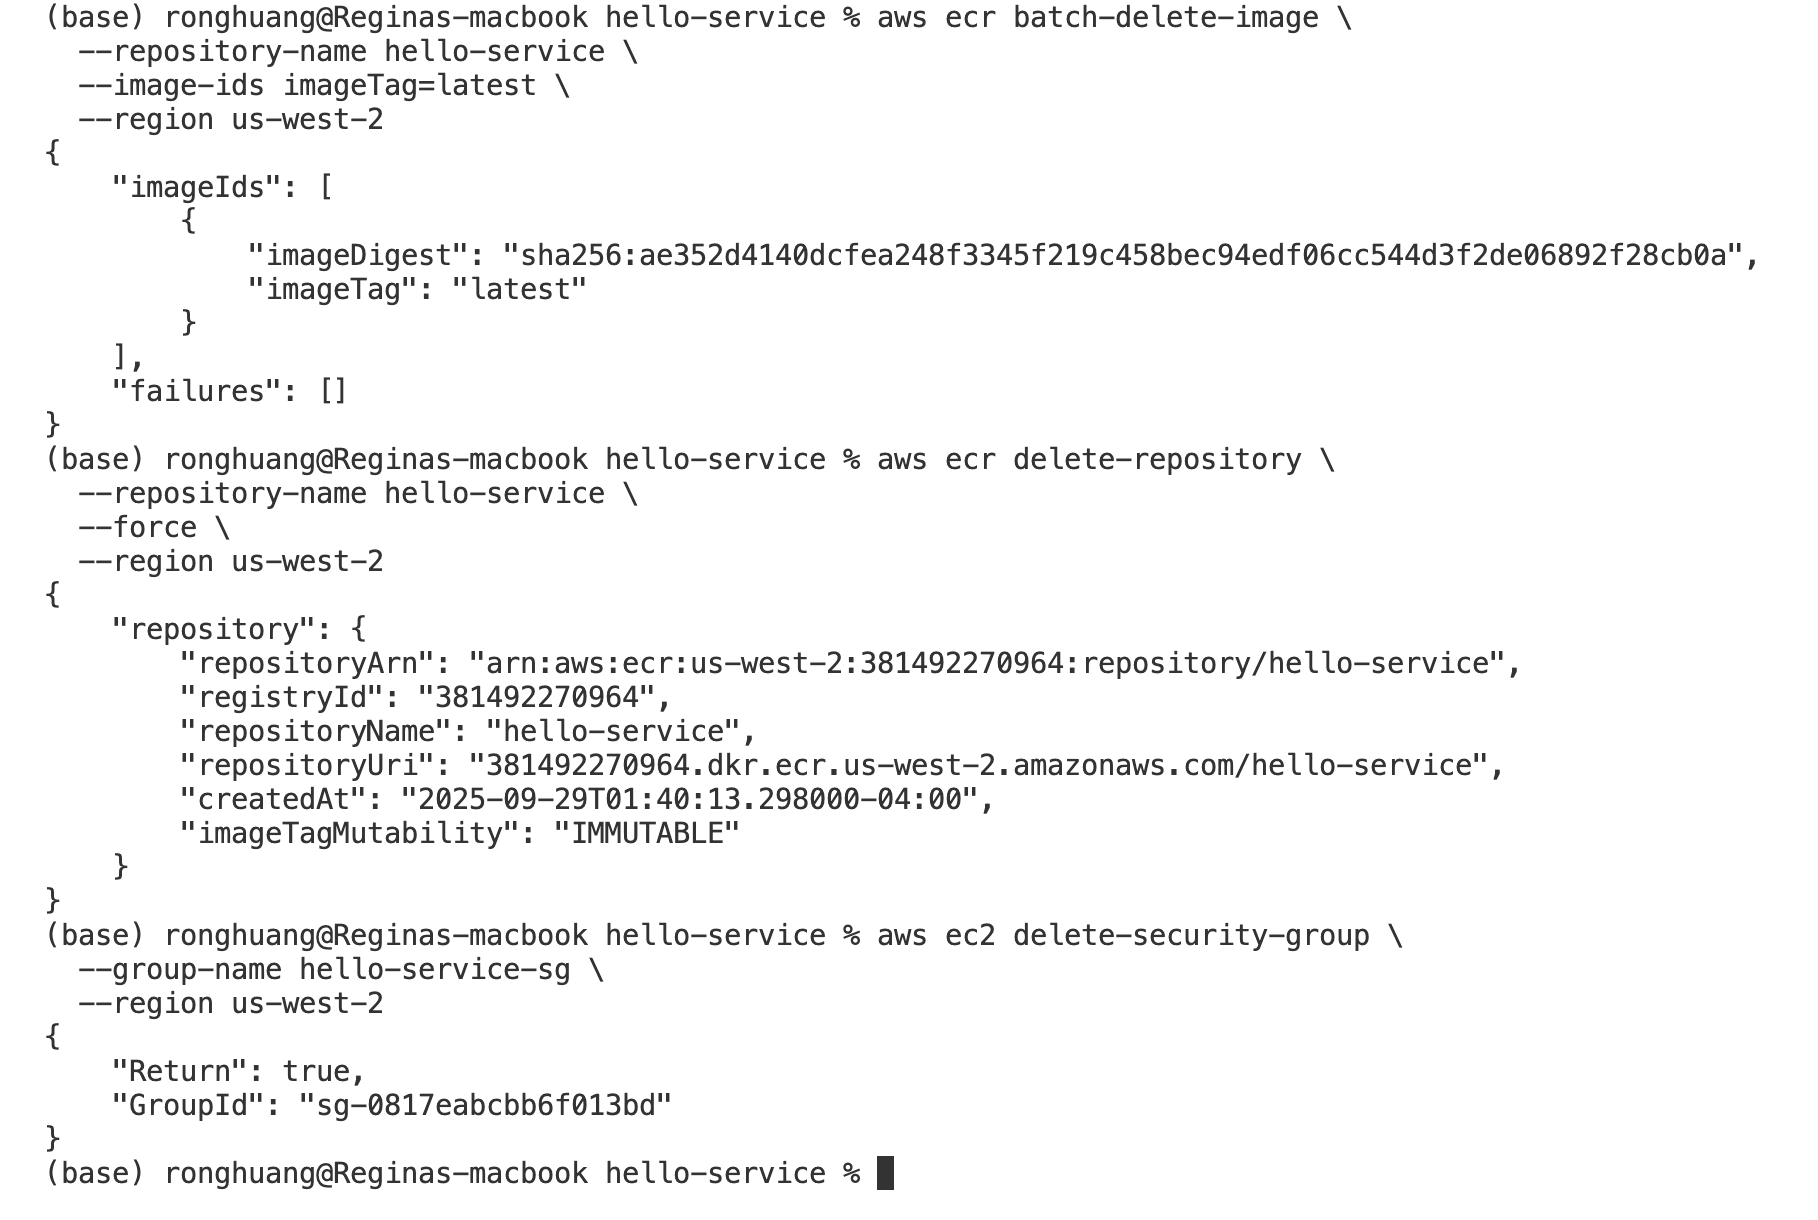 (base) ronghuang@Reginas-macbook hello-service % aws ecr batch-delete-image \
  --repository-name hello-service \
  --image-ids imageTag=latest \
  --region us-west-2
{
    "imageIds": [
        {
            "imageDigest": "sha256:ae352d4140dcfea248f3345f219c458bec94edf06cc544d3f2de06892f28cb0a",
            "imageTag": "latest"
        }
    ],
    "failures": []
}
(base) ronghuang@Reginas-macbook hello-service % aws ecr delete-repository \
  --repository-name hello-service \
  --force \
  --region us-west-2
{
    "repository": {
        "repositoryArn": "arn:aws:ecr:us-west-2:381492270964:repository/hello-service",
        "registryId": "381492270964",
        "repositoryName": "hello-service",
        "repositoryUri": "381492270964.dkr.ecr.us-west-2.amazonaws.com/hello-service",
        "createdAt": "2025-09-29T01:40:13.298000-04:00",
        "imageTagMutability": "IMMUTABLE"
    }
}
(base) ronghuang@Reginas-macbook hello-service % aws ec2 delete-security-group \
  --group-name hello-service-sg \
  --region us-west-2
{
    "Return": true,
    "GroupId": "sg-0817eabcbb6f013bd"
}
(base) ronghuang@Reginas-macbook hello-service %